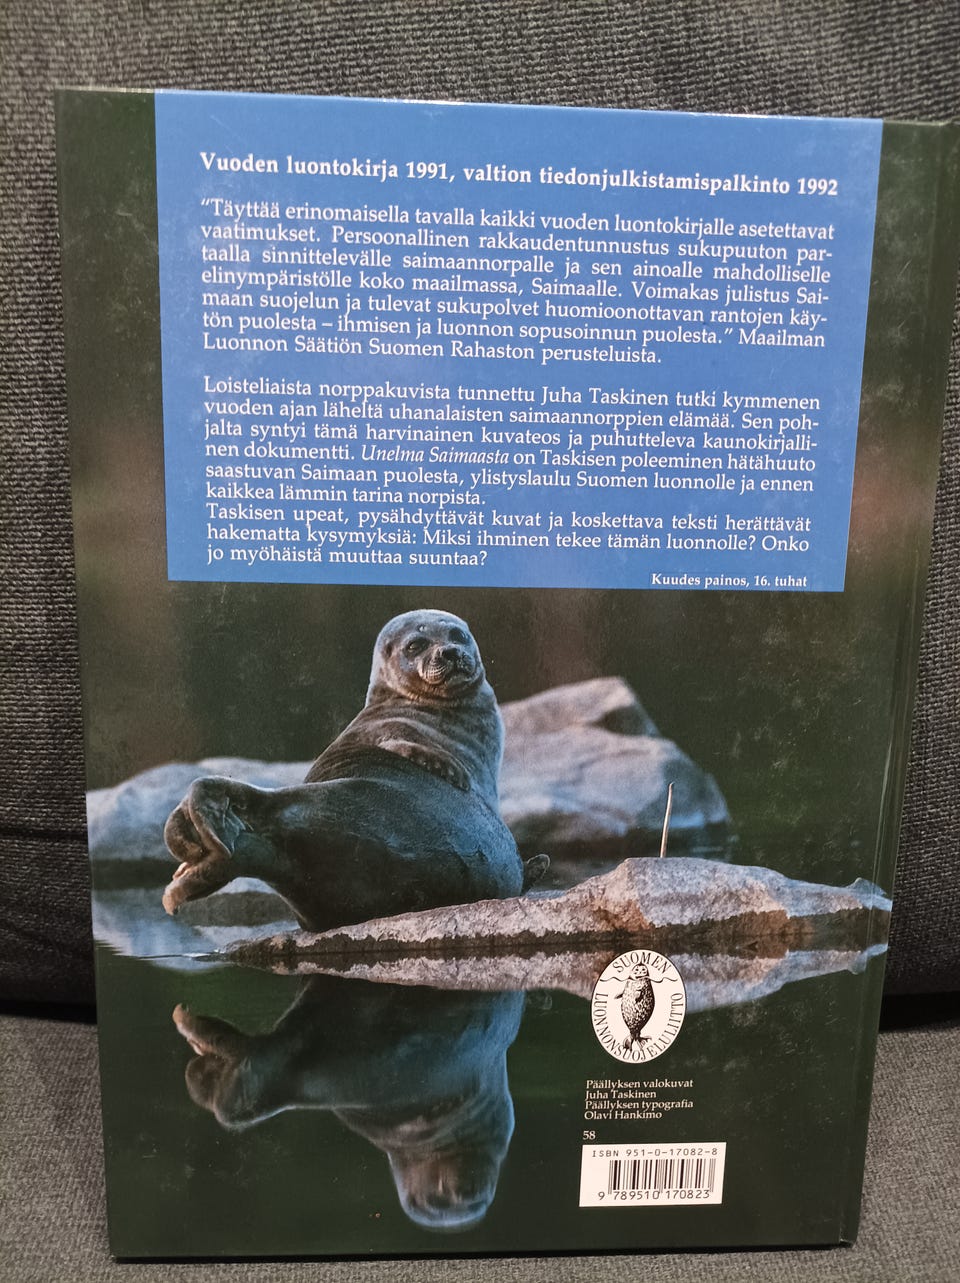 Vuoden luontokirja 1991, valtion tiedonjulkistamispalkinto 1992
“Täyttää erinomaisella tavalla kaikki vuoden luontokirjalle asetettavat
vaatimukset. Persoonallinen rakkaudentunnustus sukupuuton par-
taalla sinnittelevälle saimaannorpalle ja sen ainoalle mahdolliselle
elinympäristölle koko maailmassa, Saimaalle. Voimakas julistus Sai-
maan suojelun ja tulevat sukupolvet huomioonottavan rantojen käy-
tön puolesta – ihmisen ja luonnon sopusoinnun puolesta.” Maailman
Luonnon Säätiön Suomen Rahaston perusteluista.
Loisteliaista norppakuvista tunnettu Juha Taskinen tutki kymmenen
vuoden ajan läheltä uhanalaisten saimaannorppien elämää. Sen poh-
jalta syntyi tämä harvinainen kuvateos ja puhutteleva kaunokirjalli-
nen dokumentti. Unelma Saimaasta on Taskisen poleeminen hätähuuto
saastuvan Saimaan puolesta, ylistyslaulu Suomen luonnolle ja ennen
kaikkea lämmin tarina norpista.
Taskisen upeat, pysähdyttävät kuvat ja koskettava teksti herättävät
hakematta kysymyksiä: Miksi ihminen tekee tämän luonnolle? Onko
jo myöhäistä muuttaa suuntaa?
Kuudes painos, 16. tuhat
SUOMEN
LUONNONSUOJELULIITTO
Päällyksen valokuvat
Juha Taskinen
Päällyksen typografia
Olavi Hankimo
58
ISBN 951-0-17082-8
9 789510 170823